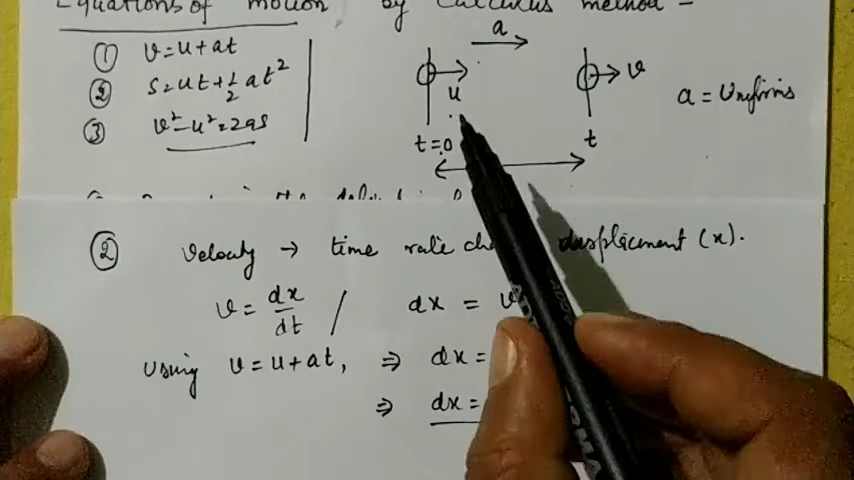 Equations of motion by Calculus method -
① v = u + at
② s = ut + 1/2 at²
③ v² - u² = 2as
a
u
v
t = 0
t
a = Uniform
② Velocity → time rate displacement (x).
v = dx/dt / dx = v
Using v = u + at, ⇒ dx =
⇒ dx =